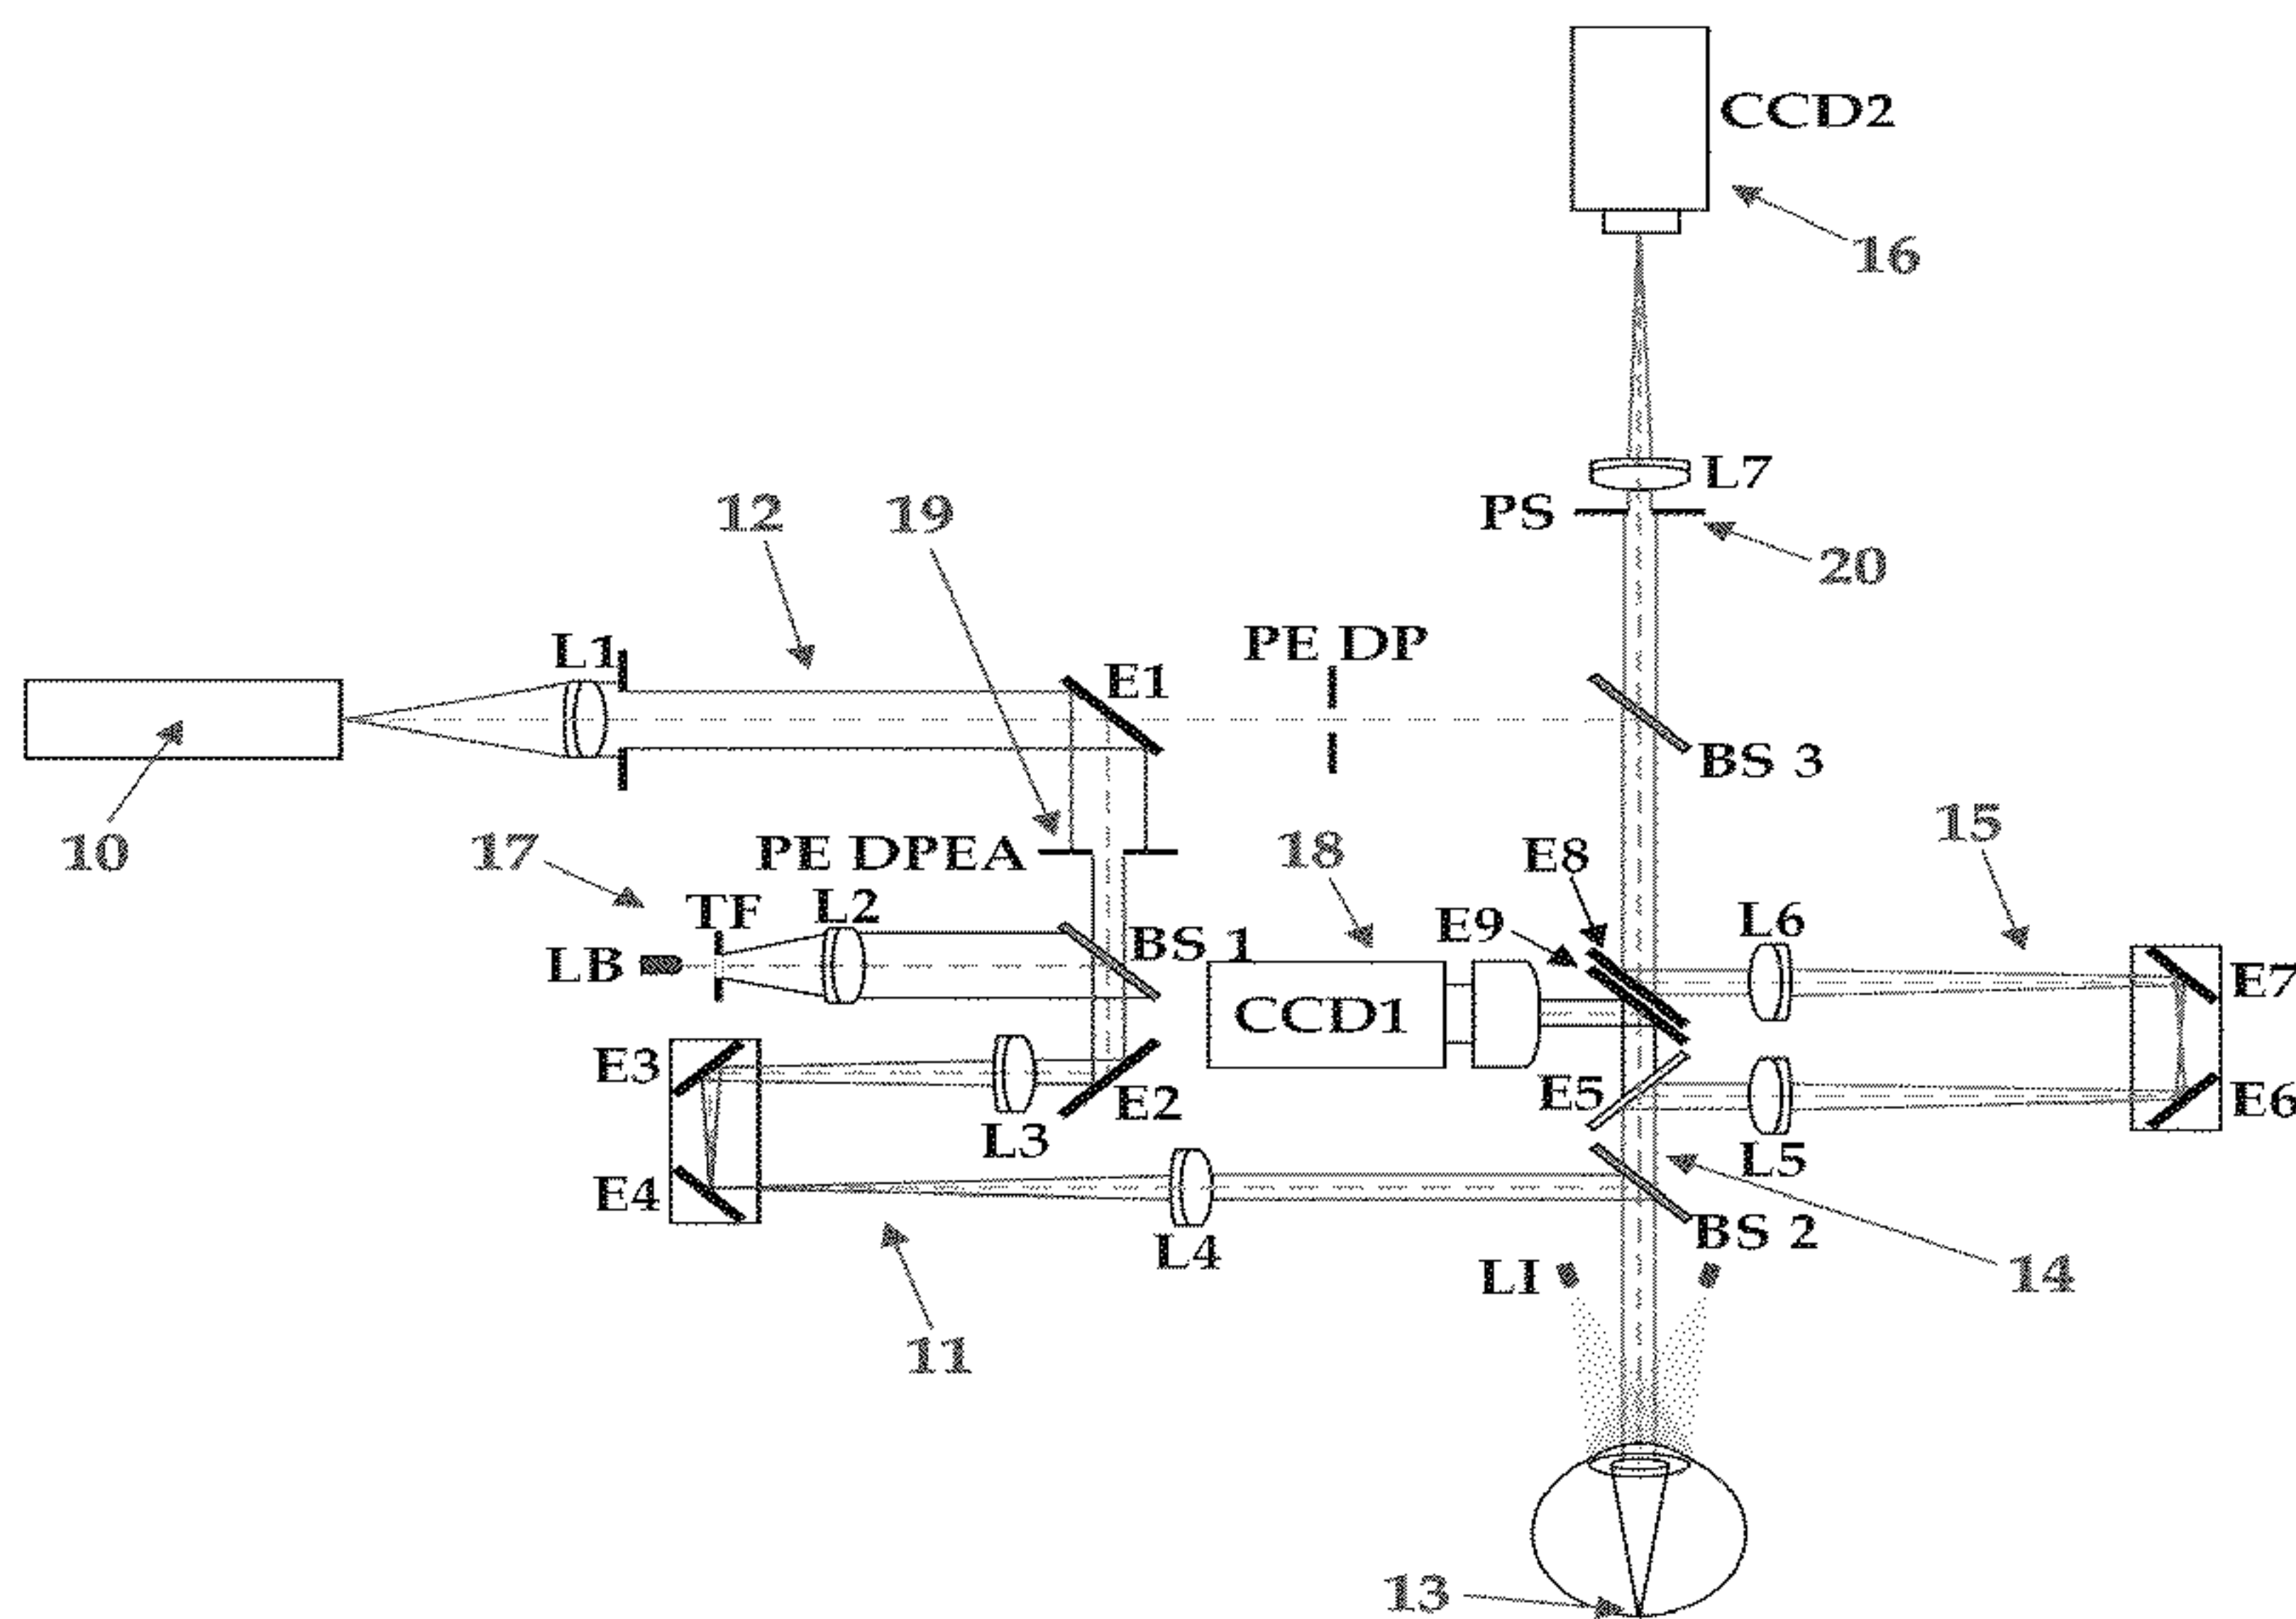 CCD2
16
L7
PS
20
12
19
L1
PE DP
E1
BS 3
10
17
PE DPEA
18
15
E8
TF
L2
E9
L6
LB
BS 1
CCD1
E7
E3
E5
E2
E6
L3
L5
E4
L4
BS 2
LI
14
11
13